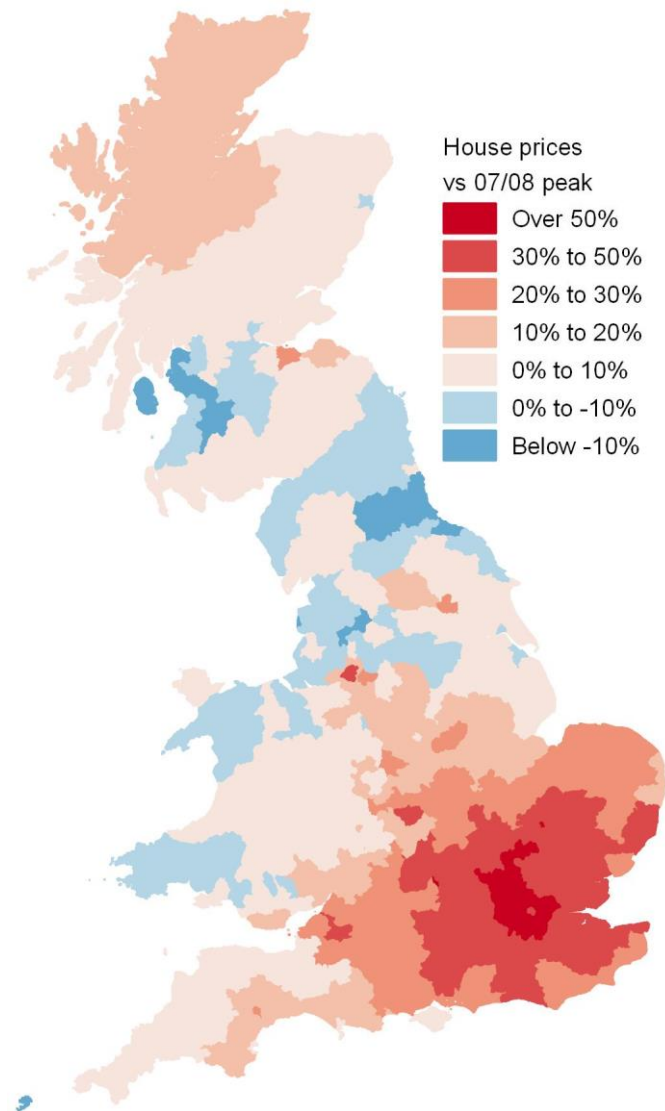 House prices
vs 07/08 peak
Over 50%
30% to 50%
20% to 30%
10% to 20%
0% to 10%
0% to -10%
Below -10%